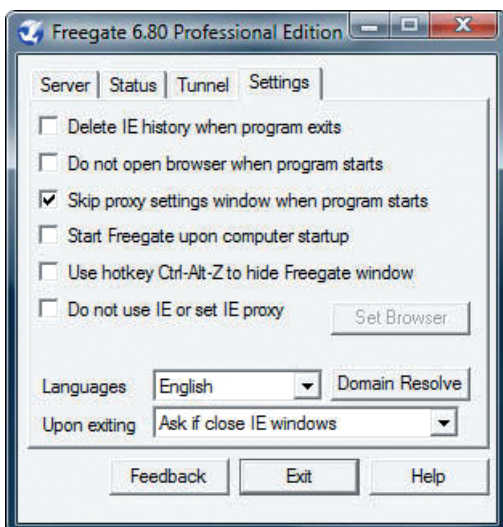 Freegate 6.80 Professional Edition
Server Status Tunnel Settings
Delete IE history when program exits
Do not open browser when program starts
Skip proxy settings window when program starts
Start Freegate upon computer startup
Use hotkey Ctrl-Alt-Z to hide Freegate window
Do not use IE or set IE proxy
Set Browser
Languages English Domain Resolve
Upon exiting Ask if close IE windows
Feedback Exit Help